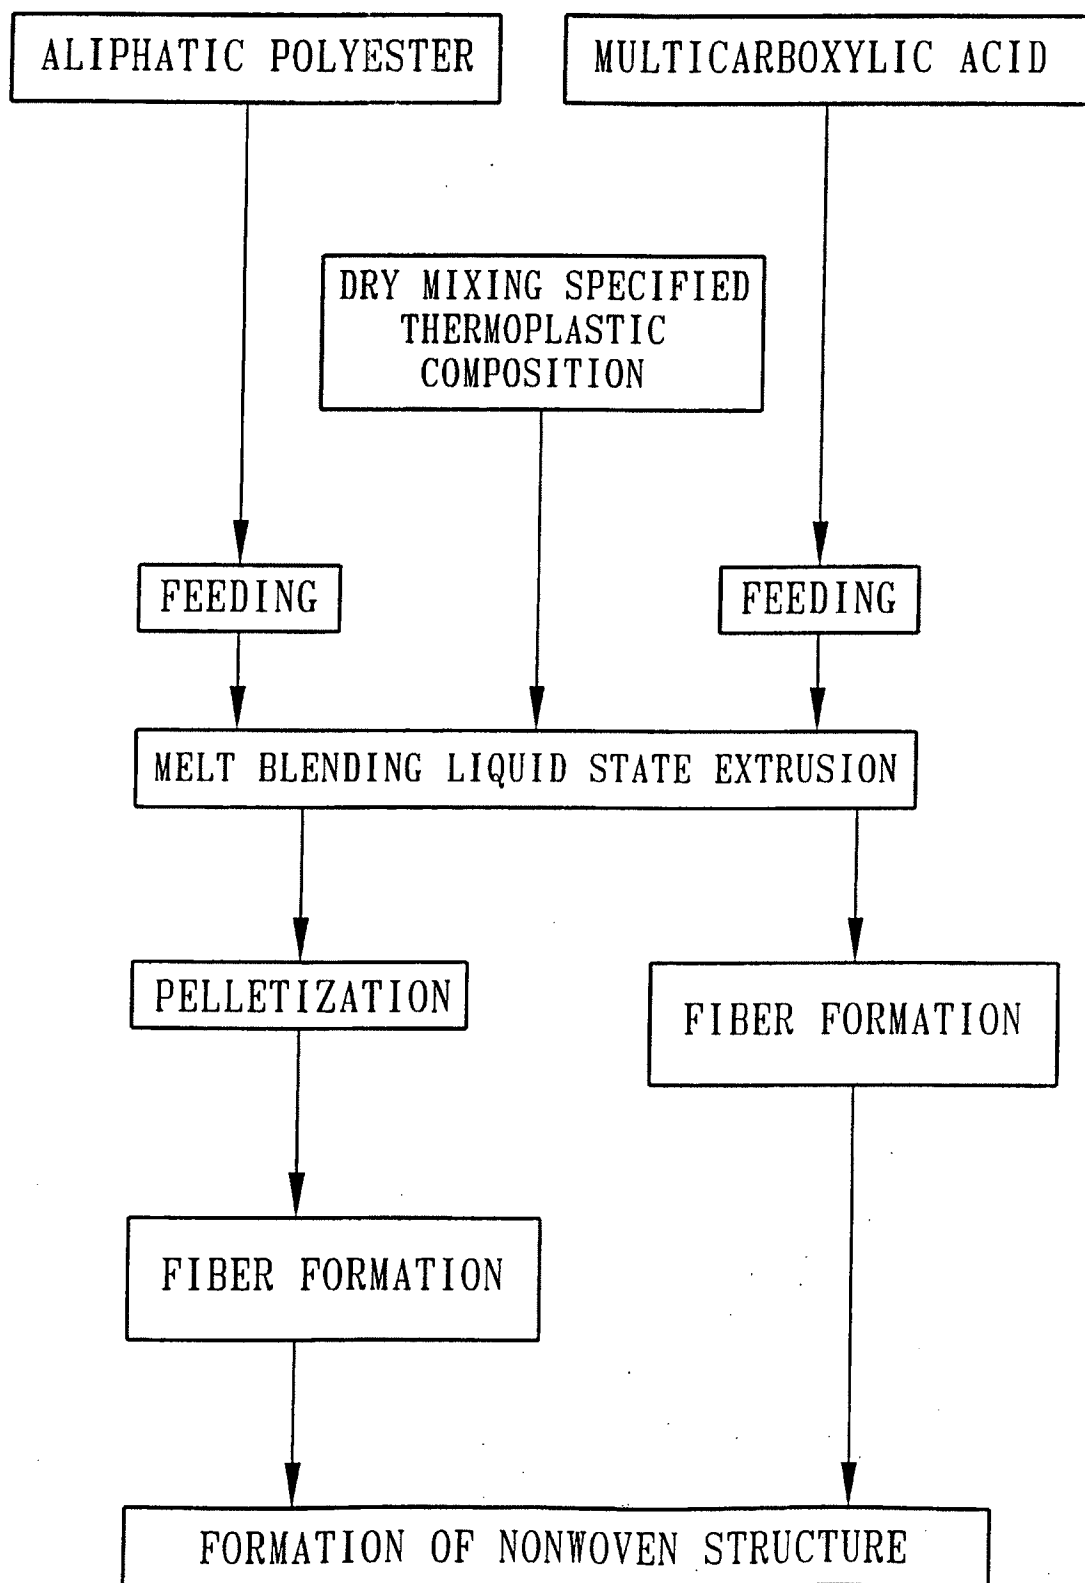 ALIPHATIC POLYESTER
MULTICARBOXYLIC ACID
DRY MIXING SPECIFIED
THERMOPLASTIC
COMPOSITION
FEEDING
FEEDING
MELT BLENDING LIQUID STATE EXTRUSION
PELLETIZATION
FIBER FORMATION
FIBER FORMATION
FORMATION OF NONWOVEN STRUCTURE